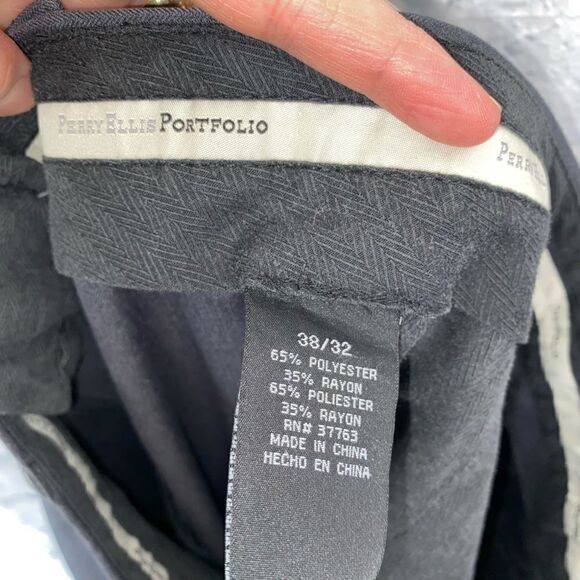 PERRY ELLIS PORTFOLIO
PERRY
38/32
65% POLYESTER
35% RAYON
65% POLIESTER
35% RAYON
RN# 37763
MADE IN CHINA
HECHO EN CHINA